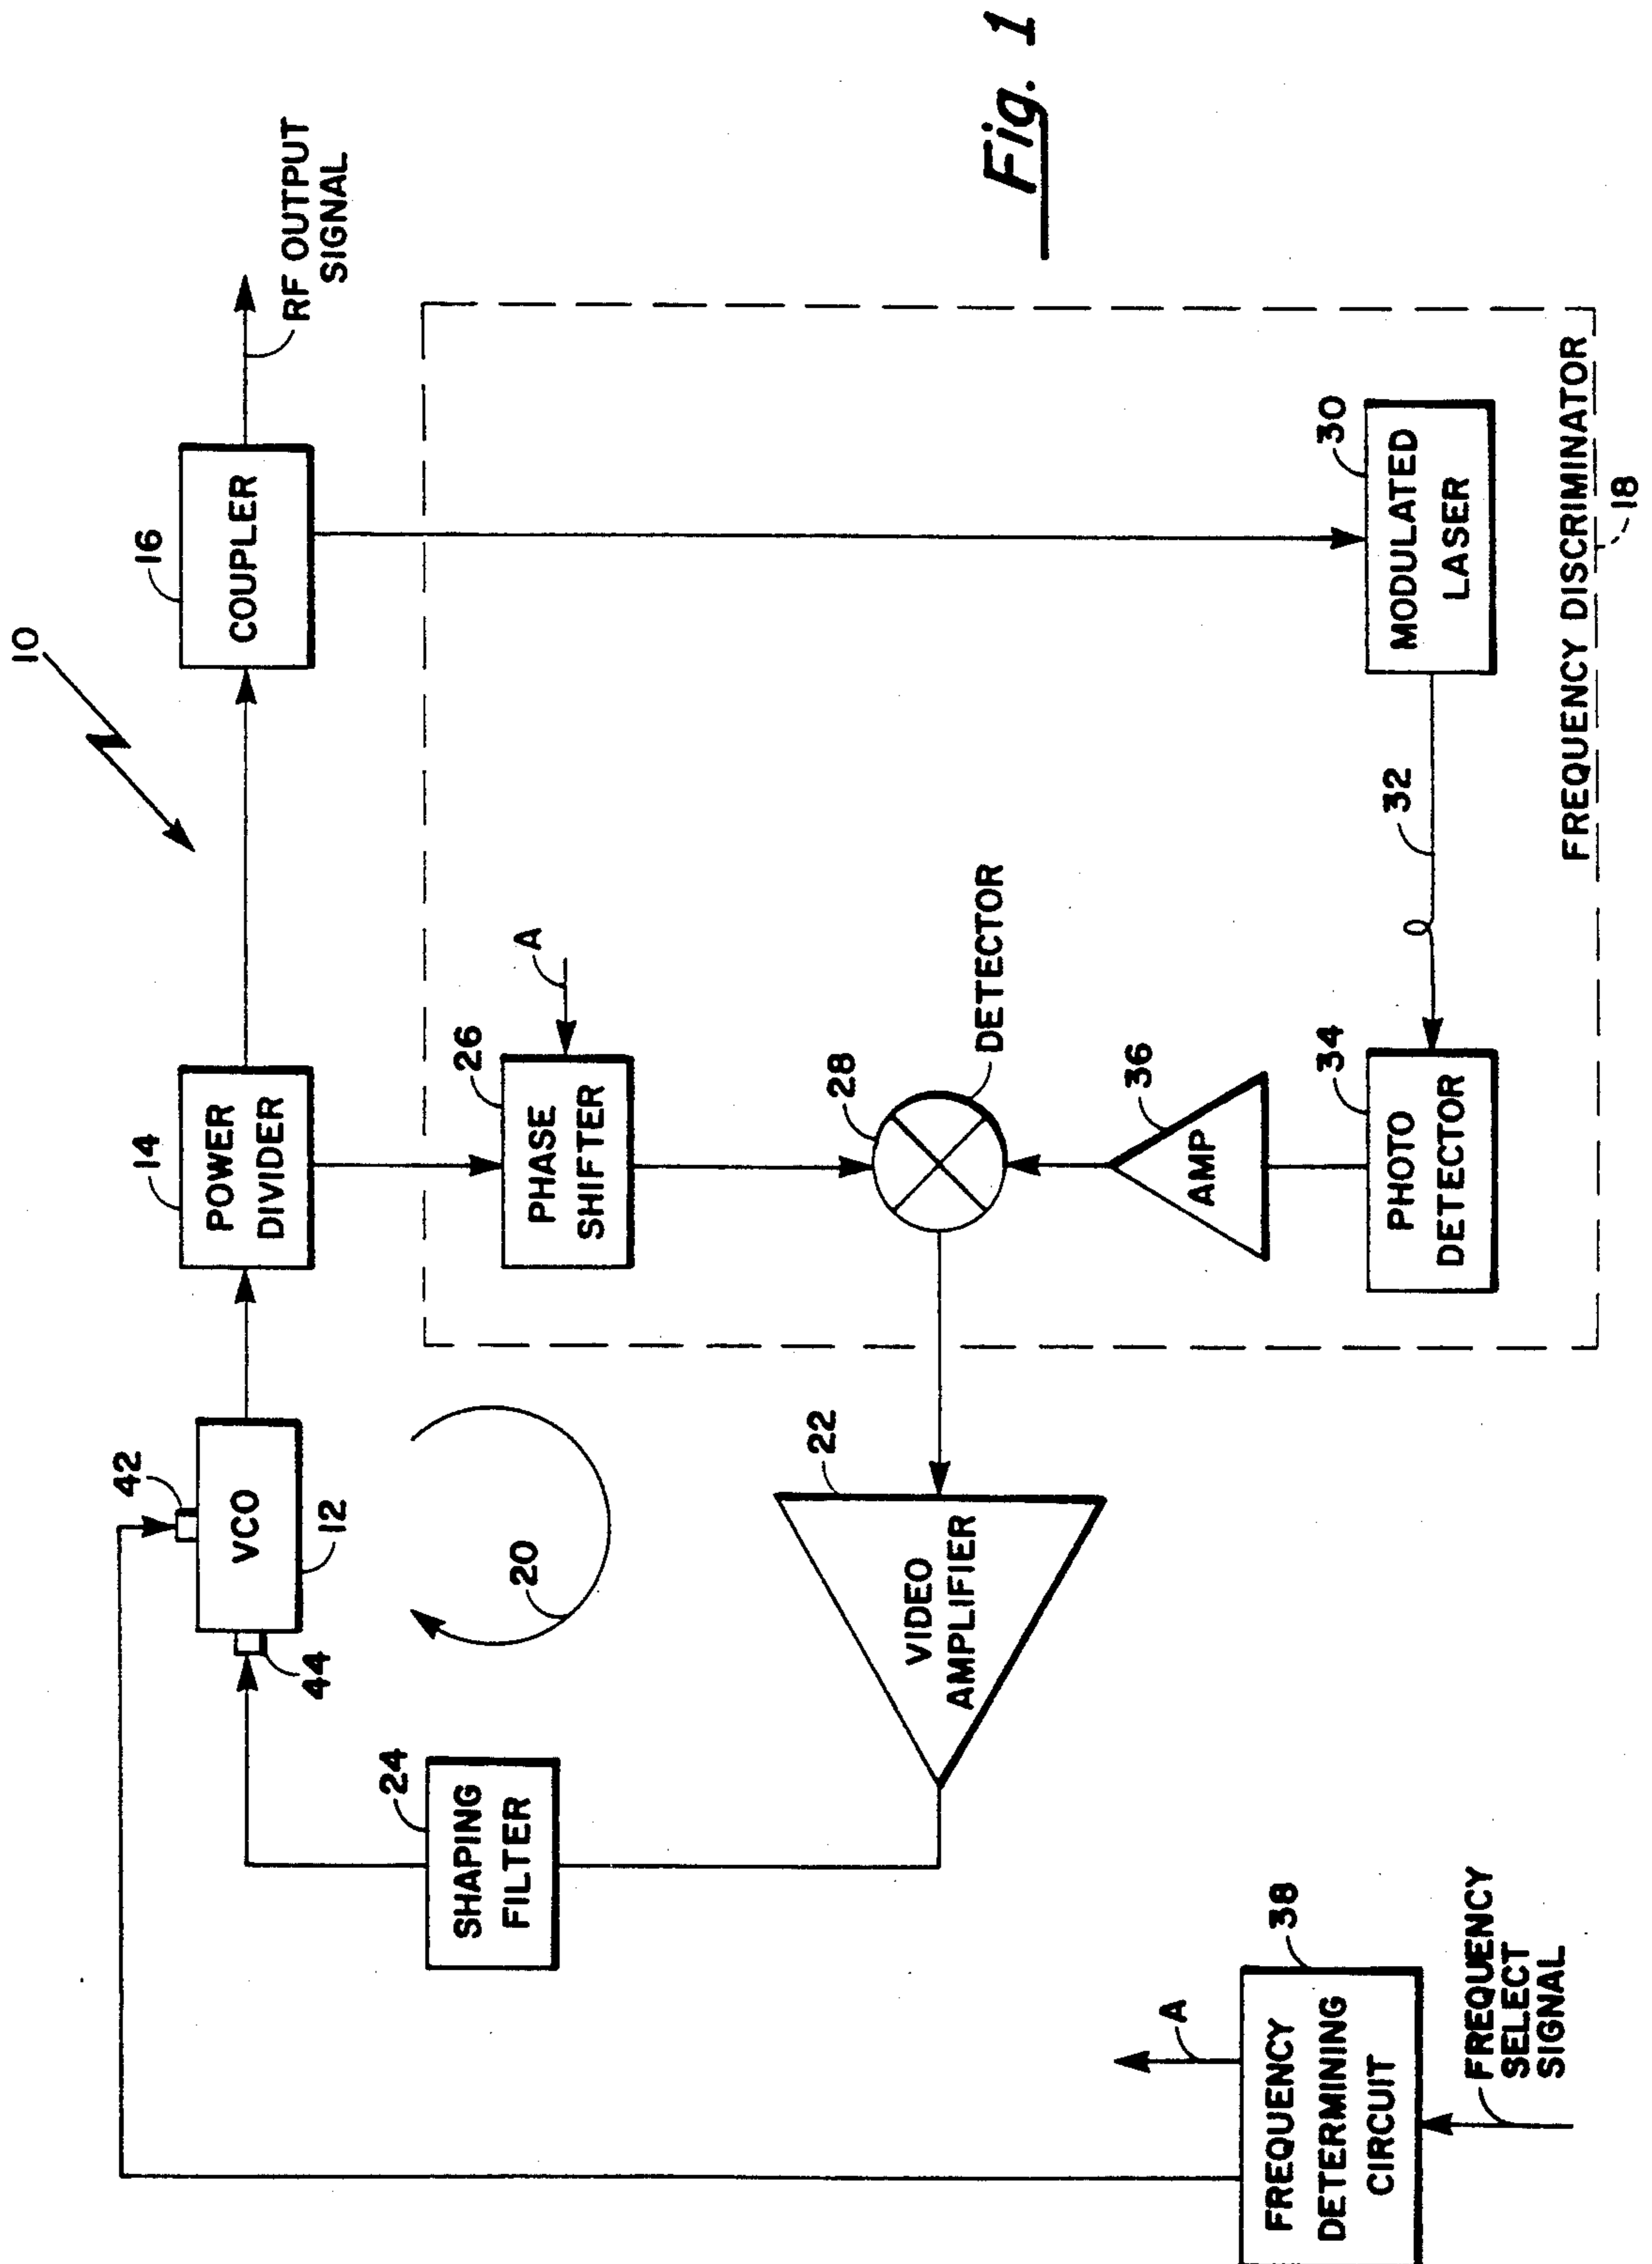 Fig. 1
10
14
POWER
DIVIDER
16
COUPLER
RF OUTPUT
SIGNAL
42
VCO
12
44
20
24
SHAPING
FILTER
26
PHASE
SHIFTER
A
28
DETECTOR
22
VIDEO
AMPLIFIER
36
AMP
34
PHOTO
DETECTOR
32
30
MODULATED
LASER
FREQUENCY DISCRIMINATOR
18
38
FREQUENCY
DETERMINING
CIRCUIT
A
FREQUENCY
SELECT
SIGNAL